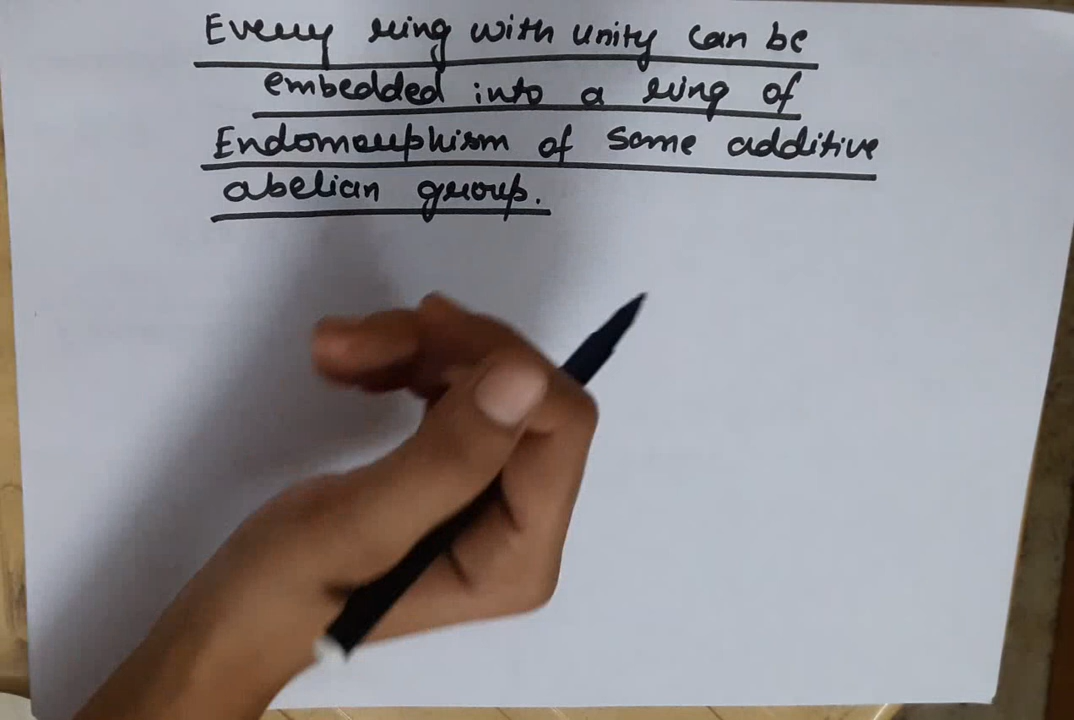 Every ring with unity can be
embedded into a ring of
Endomorphism of some additive
abelian group.